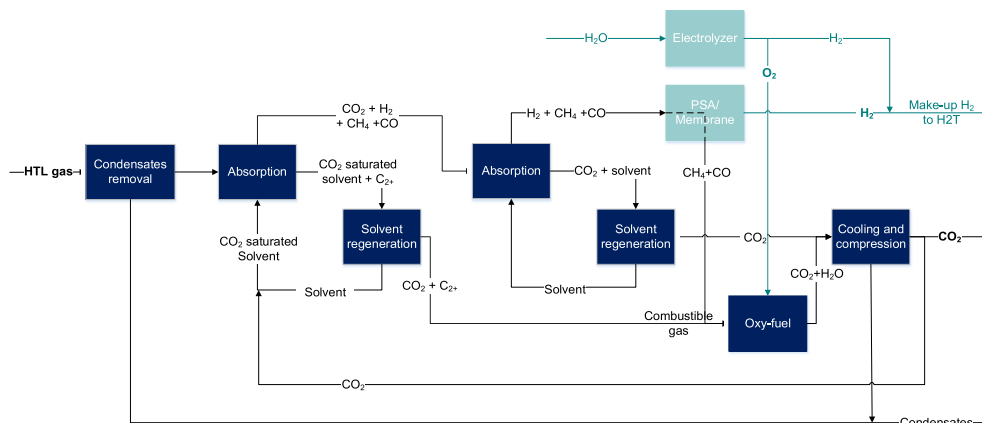 H₂O
Electrolyzer
H₂
O₂
CO₂ + H₂
+ CH₄ +CO
H₂ + CH₄ +CO
PSA/
Membrane
H₂
Make-up H₂
to H2T
HTL gas
Condensates
removal
Absorption
CO₂ saturated
solvent + C₂₊
Absorption
CO₂ + solvent
CH₄+CO
CO₂ saturated
Solvent
Solvent
regeneration
Solvent
regeneration
CO₂
Cooling and
compression
CO₂
Solvent
CO₂ + C₂₊
Solvent
CO₂+H₂O
Combustible
gas
Oxy-fuel
CO₂
Condensates